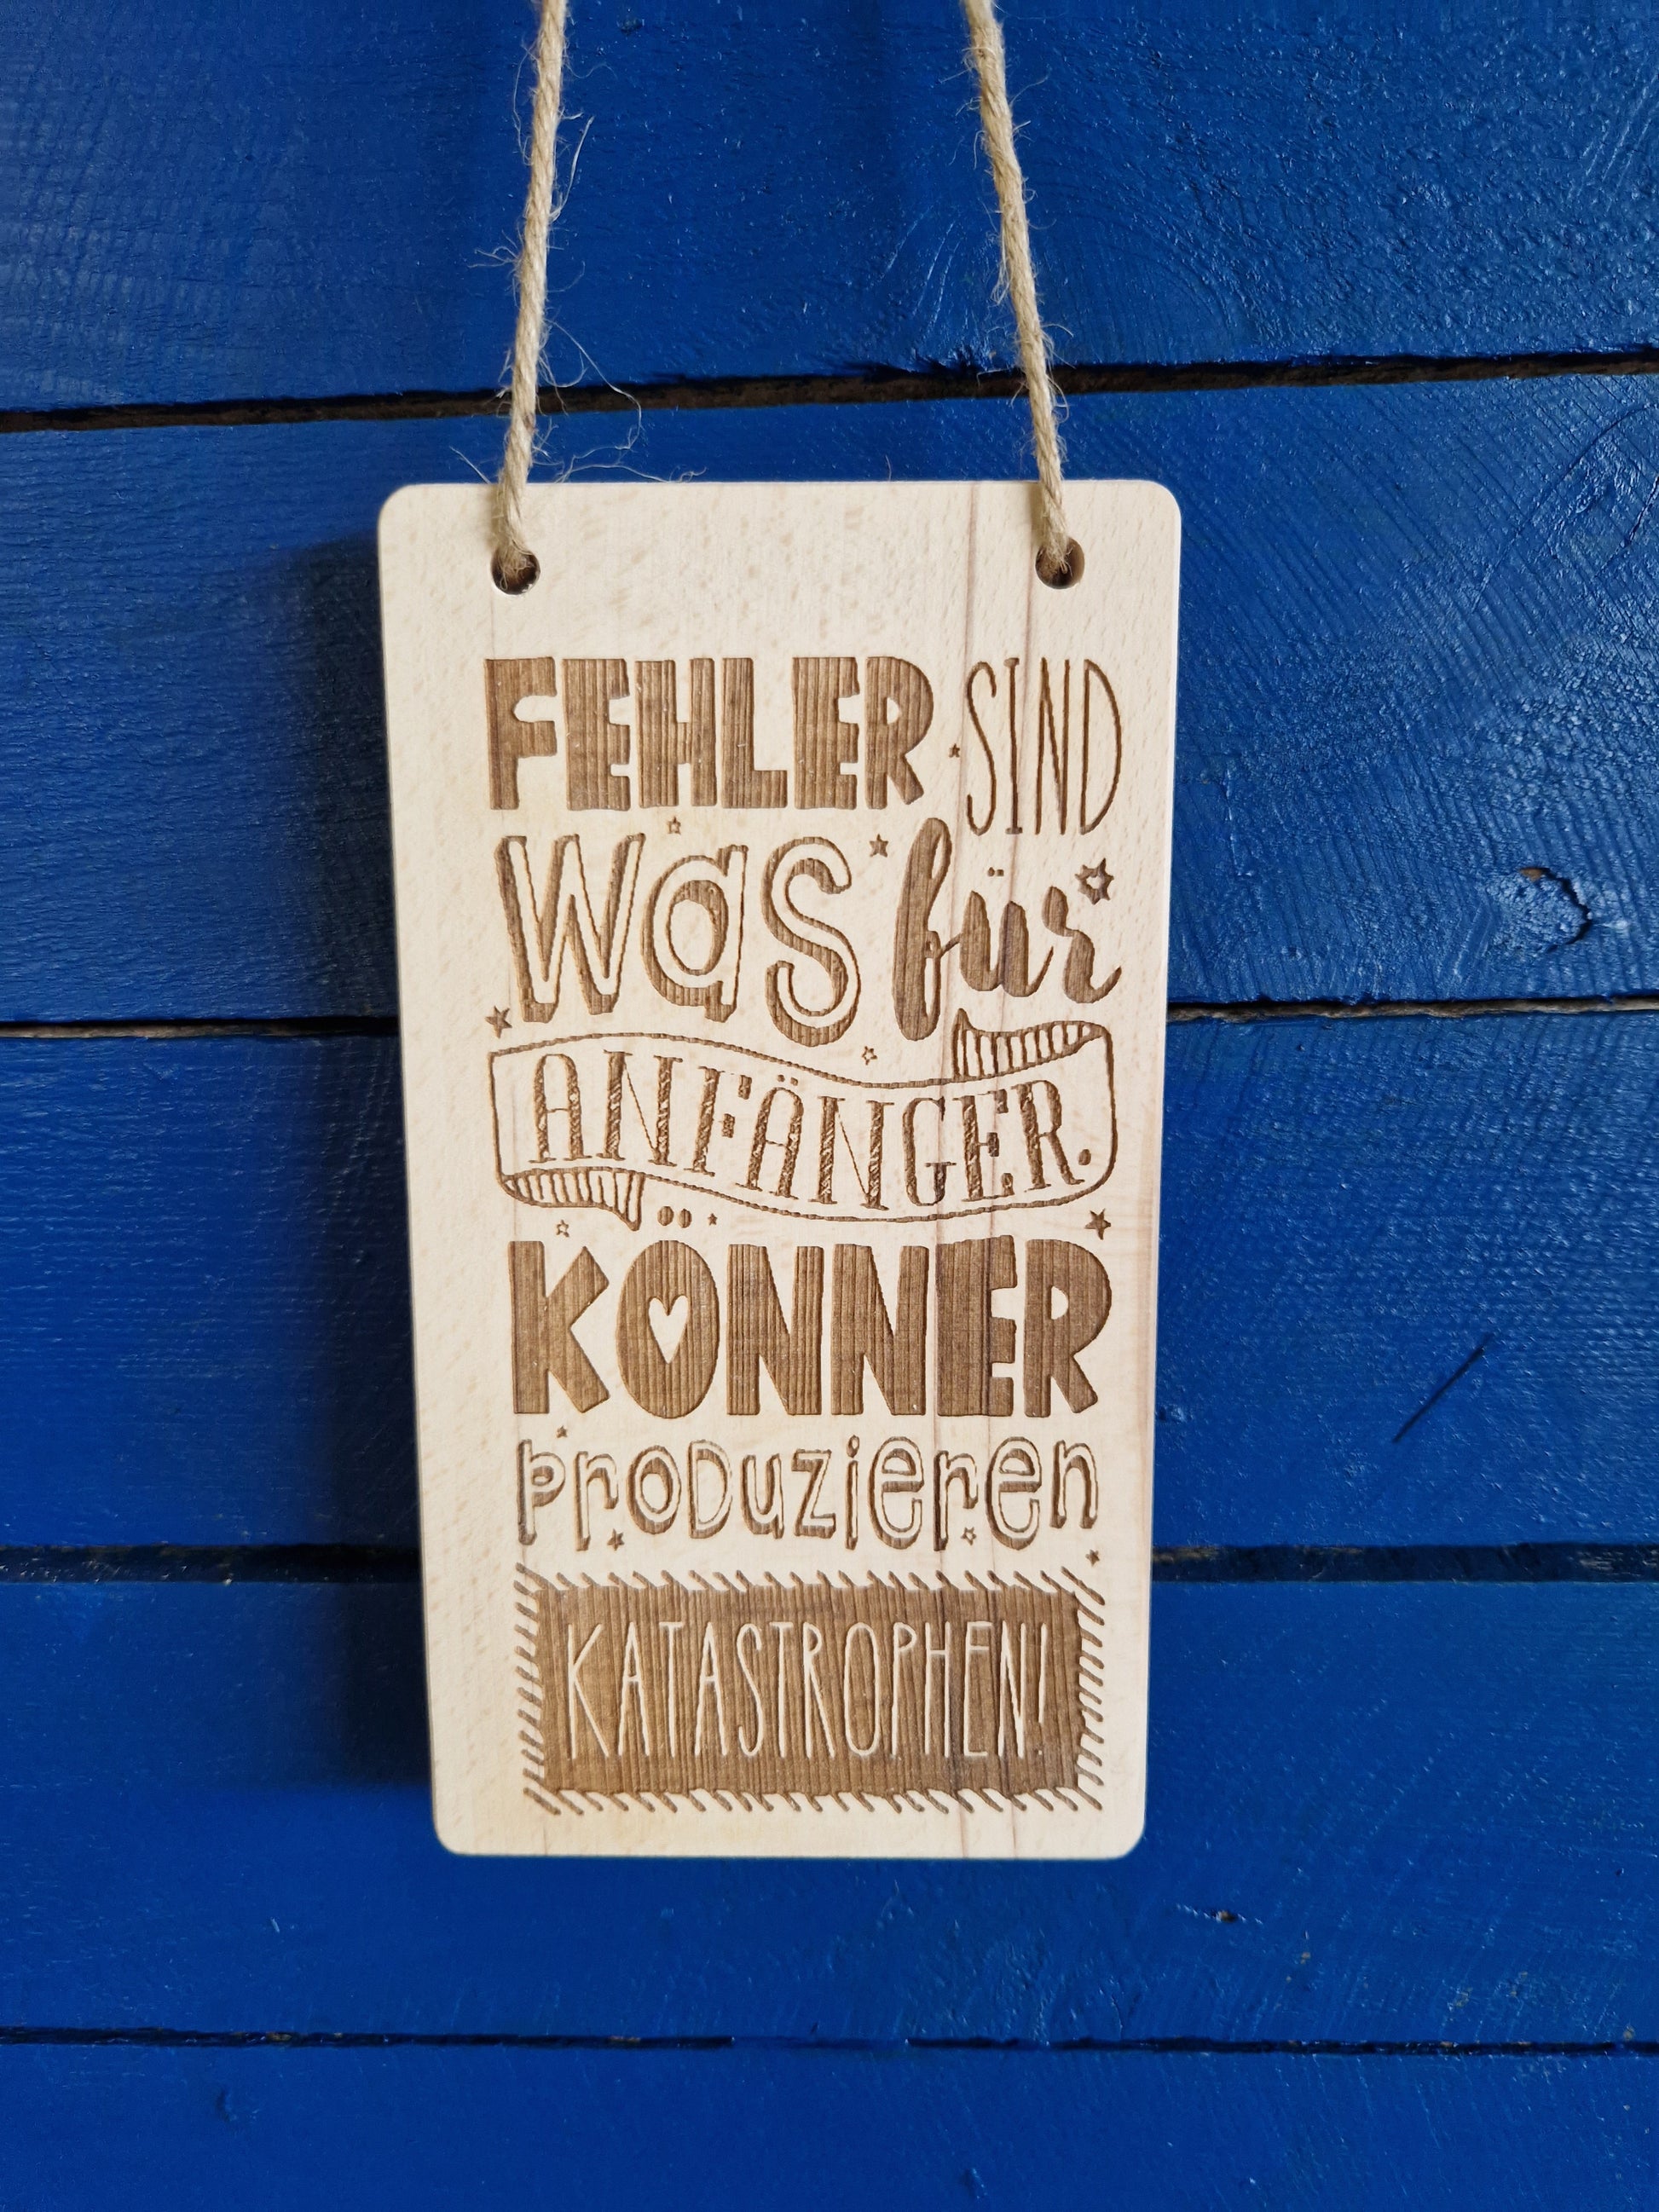 FEHLER SIND
was für
ANFÄNGER.
KÖNNER
produzieren
KATASTROPHEN!